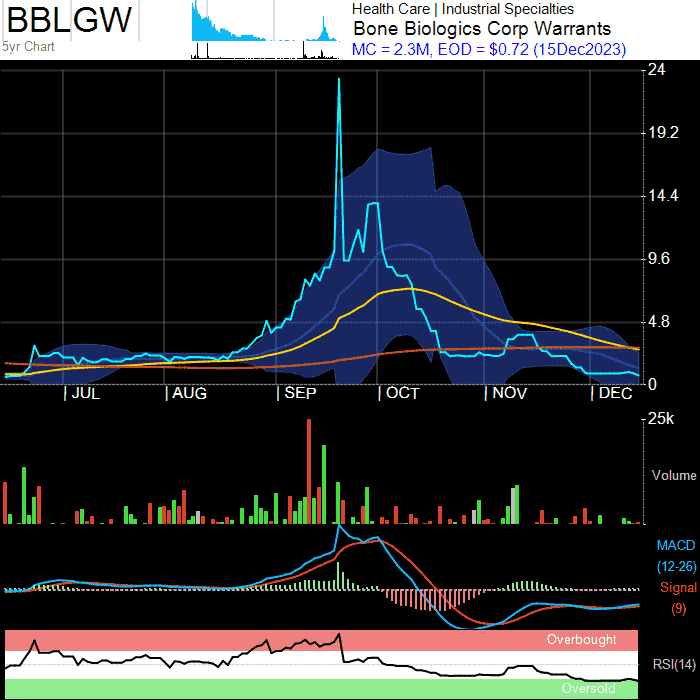 BBLGW
5yr Chart
Health Care | Industrial Specialties
Bone Biologics Corp Warrants
MC = 2.3M, EOD = $0.72 (15Dec2023)
24
19.2
14.4
9.6
4.8
0
| JUL | AUG | SEP | OCT | NOV | DEC
25k
Volume
MACD
(12-26)
Signal
(9)
Overbought
RSI(14)
Oversold